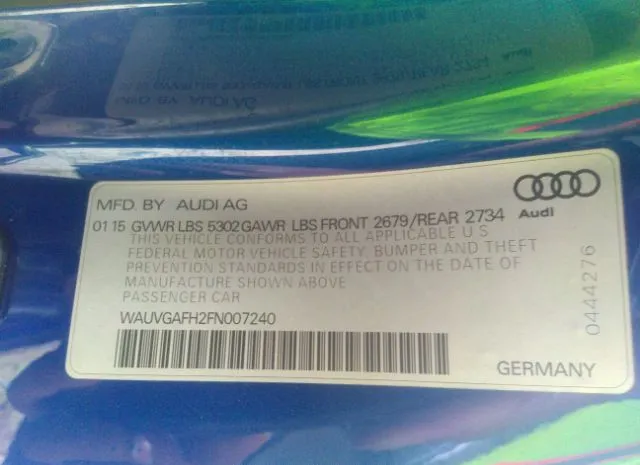 MFD. BY AUDI AG
01 15 GVWR LBS 5302 GAWR LBS FRONT 2679/REAR 2734
THIS VEHICLE CONFORMS TO ALL APPLICABLE U S
FEDERAL MOTOR VEHICLE SAFETY, BUMPER AND THEFT
PREVENTION STANDARDS IN EFFECT ON THE DATE OF
MANUFACTURE SHOWN ABOVE
PASSENGER CAR
WAUVGAFH2FN007240
Audi
0444276
GERMANY